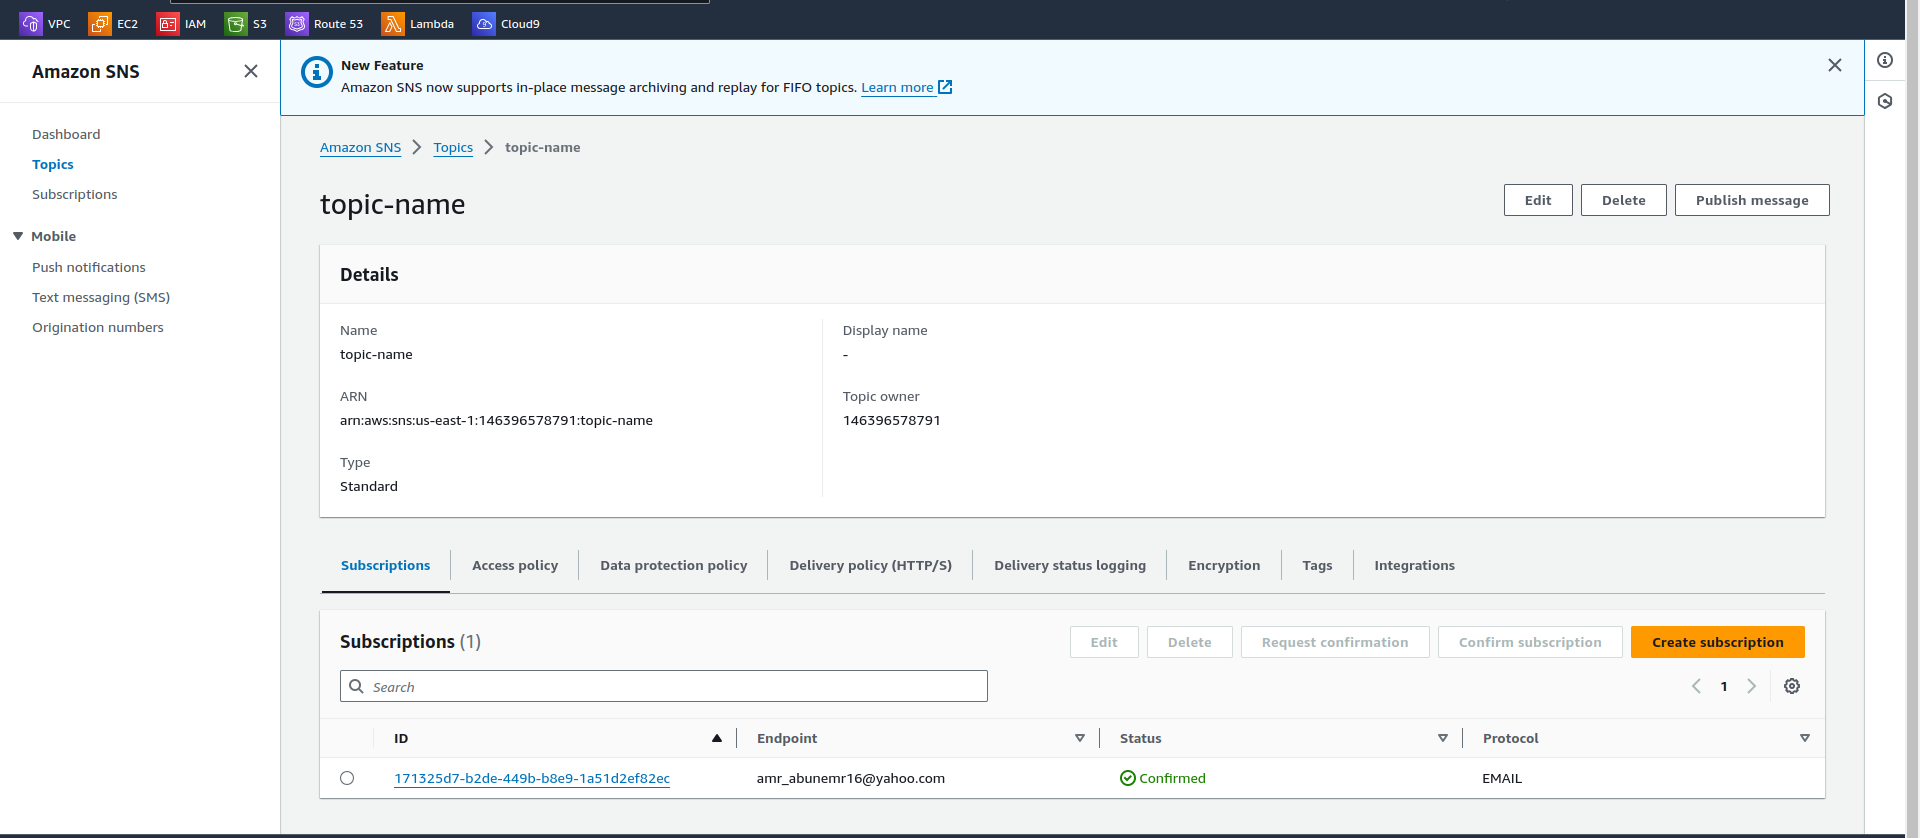 VPC EC2 IAM S3 Route 53 Lambda Cloud9
Amazon SNS
Dashboard
Topics
Subscriptions
Mobile
Push notifications
Text messaging (SMS)
Origination numbers
New Feature
Amazon SNS now supports in-place message archiving and replay for FIFO topics. Learn more
Amazon SNS Topics topic-name
topic-name
Edit Delete Publish message
Details
Name
topic-name
ARN
arn:aws:sns:us-east-1:146396578791:topic-name
Type
Standard
Display name
-
Topic owner
146396578791
Subscriptions Access policy Data protection policy Delivery policy (HTTP/S) Delivery status logging Encryption Tags Integrations
Subscriptions (1)
Edit Delete Request confirmation Confirm subscription Create subscription
Search
1
ID Endpoint Status Protocol
171325d7-b2de-449b-b8e9-1a51d2ef82ec amr_abunemr16@yahoo.com Confirmed EMAIL